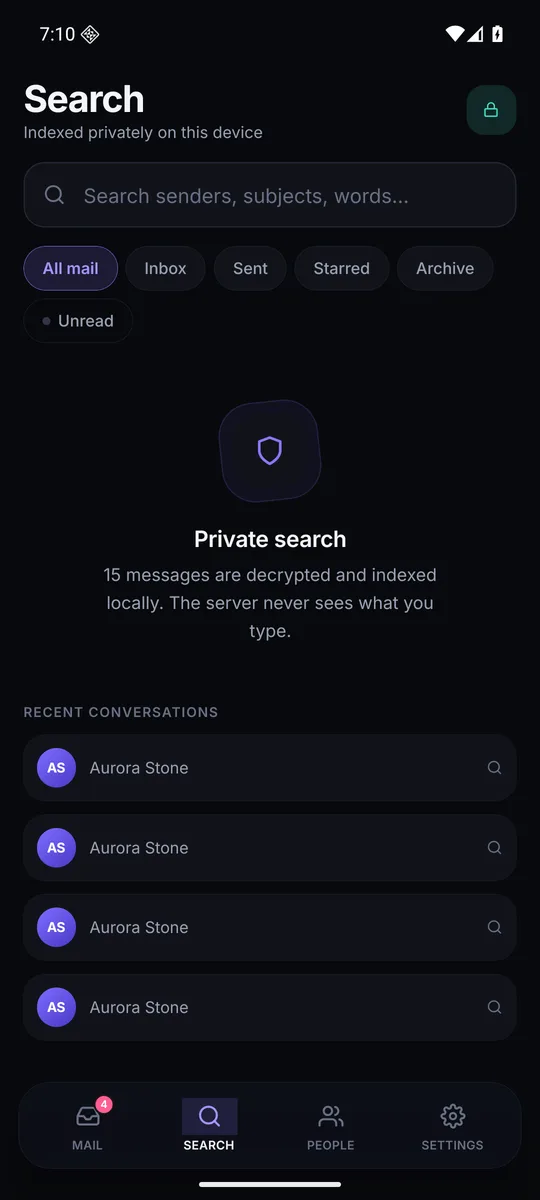 7:10
Search
Indexed privately on this device
Search senders, subjects, words...
All mail Inbox Sent Starred Archive
Unread
Private search
15 messages are decrypted and indexed
locally. The server never sees what you
type.
RECENT CONVERSATIONS
AS Aurora Stone
AS Aurora Stone
AS Aurora Stone
AS Aurora Stone
4
MAIL SEARCH PEOPLE SETTINGS